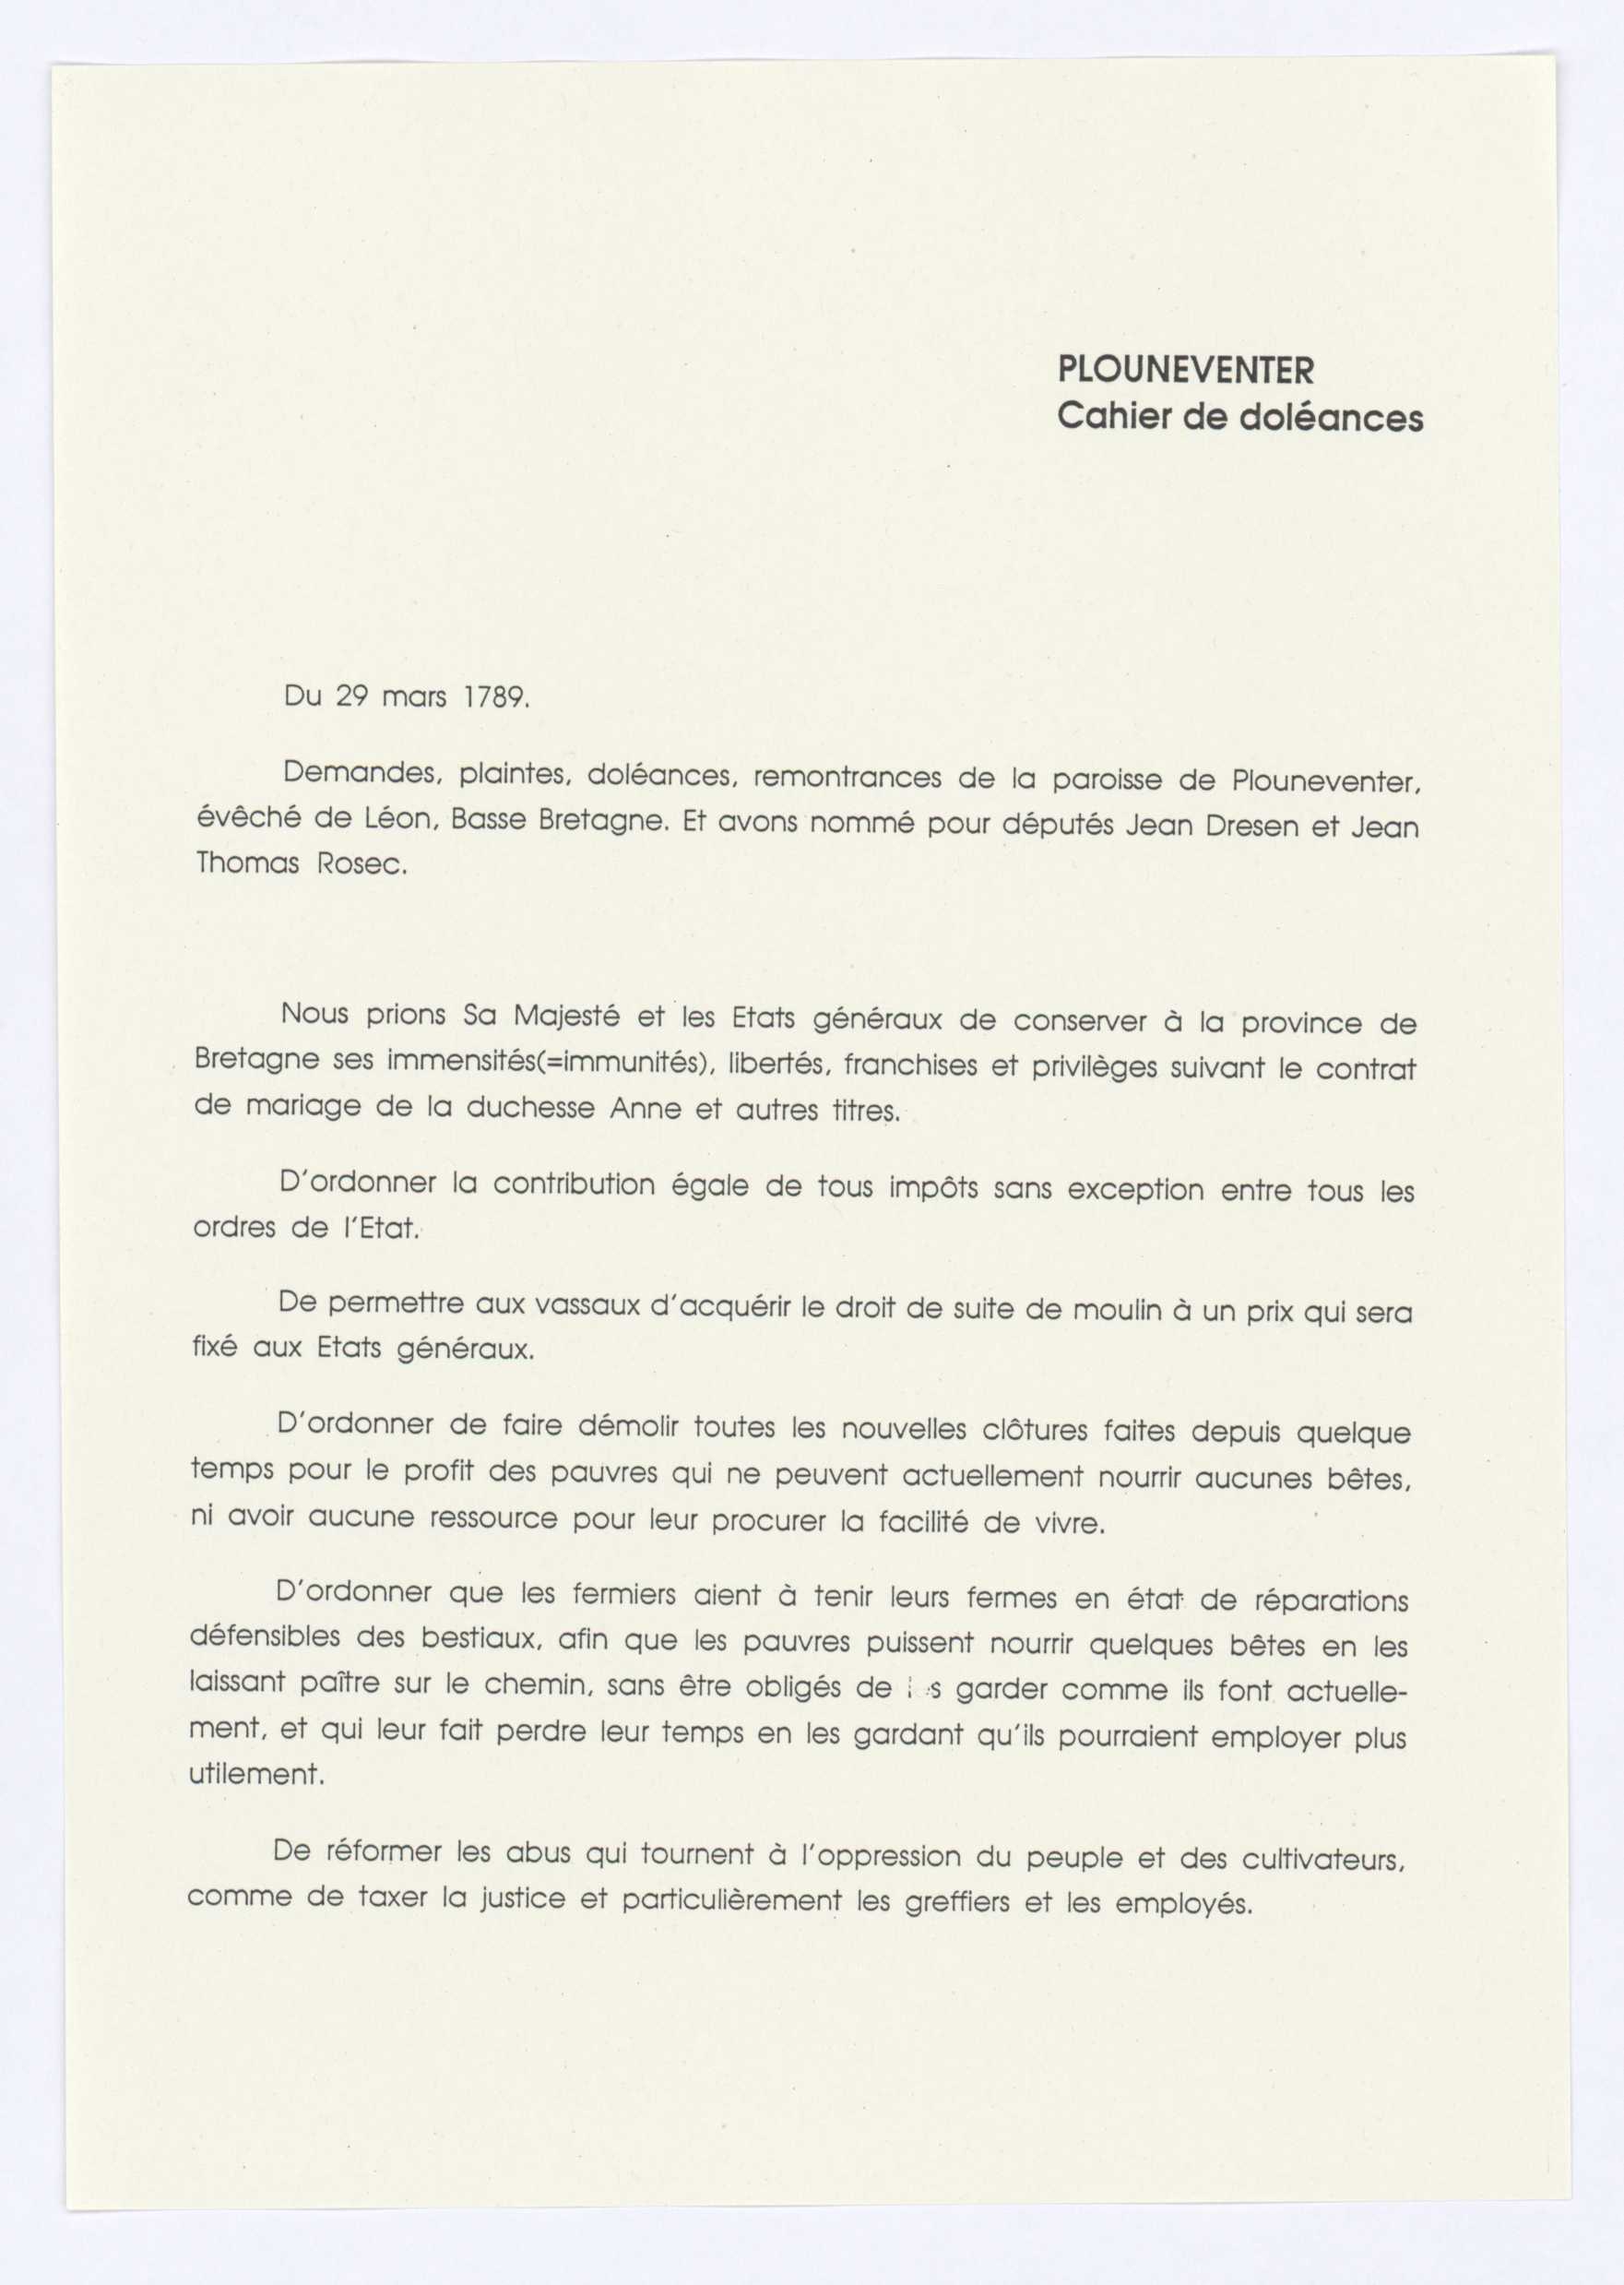 PLOUNEVENTER
Cahier de doléances
Du 29 mars 1789.
Demandes, plaintes, doléances, remontrances de la paroisse de Plouneventer,
évêché de Léon, Basse Bretagne. Et avons nommé pour députés Jean Dresen et Jean
Thomas Rosec.
Nous prions Sa Majesté et les Etats généraux de conserver à la province de
Bretagne ses immensités(=immunités), libertés, franchises et privilèges suivant le contrat
de mariage de la duchesse Anne et autres titres.
D'ordonner la contribution égale de tous impôts sans exception entre tous les
ordres de l'Etat.
De permettre aux vassaux d'acquérir le droit de suite de moulin à un prix qui sera
fixé aux Etats généraux.
D'ordonner de faire démolir toutes les nouvelles clôtures faites depuis quelque
temps pour le profit des pauvres qui ne peuvent actuellement nourrir aucunes bêtes,
ni avoir aucune ressource pour leur procurer la facilité de vivre.
D'ordonner que les fermiers aient à tenir leurs fermes en état de réparations
défensibles des bestiaux, afin que les pauvres puissent nourrir quelques bêtes en les
laissant paître sur le chemin, sans être obligés de garder comme ils font actuelle-
ment, et qui leur fait perdre leur temps en les gardant qu'ils pourraient employer plus
utilement.
De réformer les abus qui tournent à l'oppression du peuple et des cultivateurs,
comme de taxer la justice et particulièrement les greffiers et les employés.